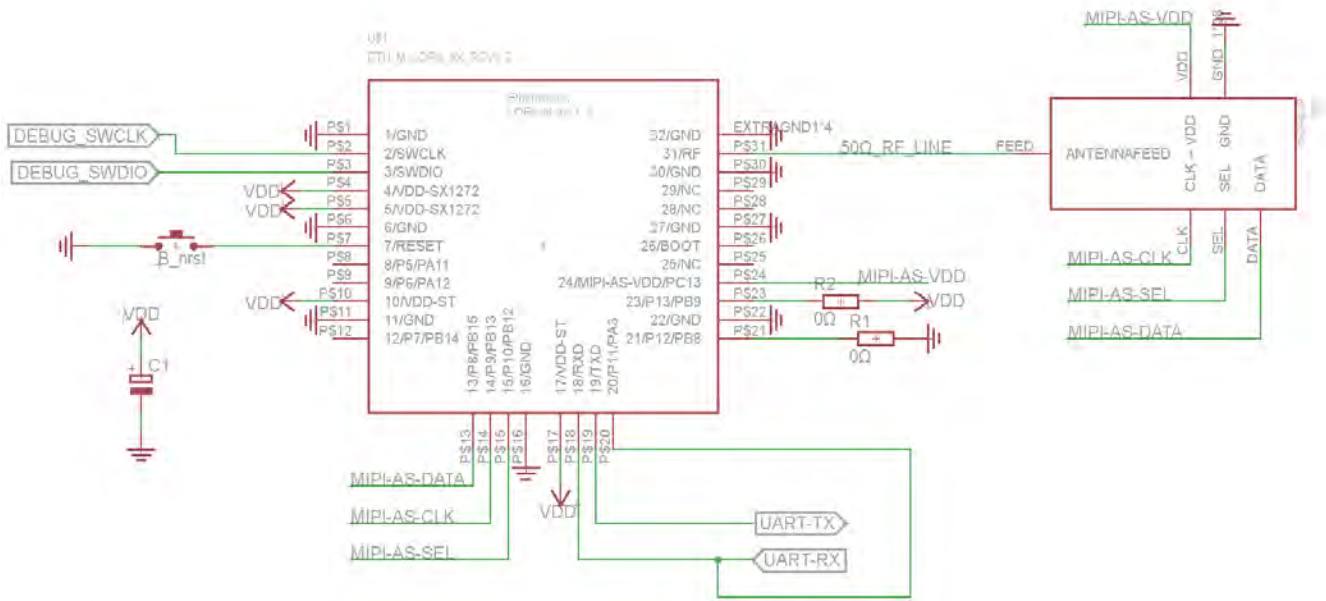 MIPI-AS-VDD
VDD
GND
U$1
DEBUG_SWCLK
DEBUG_SWDIO
P$1
P$2
P$3
P$4
P$5
P$6
P$7
P$8
P$9
P$10
P$11
P$12
VDD
VDD
B_nrst
VDD
VDD
C1
+
1/GND
2/SWCLK
3/SWDIO
4/VDD-SX1272
5/VDD-SX1272
6/GND
7/RESET
8/P5/PA11
9/P6/PA12
10/VDD-ST
11/GND
12/P7/PB14
13/P8/PB15
14/P9/PB13
15/P10/PB12
16/GND
17/VDD-ST
18/RXD
19/TXD
20/P11/PA3
32/GND
31/RF
30/GND
29/NC
28/NC
27/GND
26/BOOT
25/NC
24/MIPI-AS-VDD/PC13
23/P13/PB9
22/GND
21/P12/PB8
EXTRAGND1*4
P$31
P$30
P$29
P$28
P$27
P$26
P$25
P$24
P$23
P$22
P$21
50Ω_RF_LINE
FEED
ANTENNAFEED
CLK - VDD
SEL GND
DATA
CLK
SEL
DATA
MIPI-AS-CLK
MIPI-AS-SEL
MIPI-AS-DATA
MIPI-AS-VDD
R2
0Ω
VDD
R1
0Ω
P$13
P$14
P$15
P$16
P$17
P$18
P$19
P$20
MIPI-AS-DATA
MIPI-AS-CLK
MIPI-AS-SEL
VDD
UART-TX
UART-RX